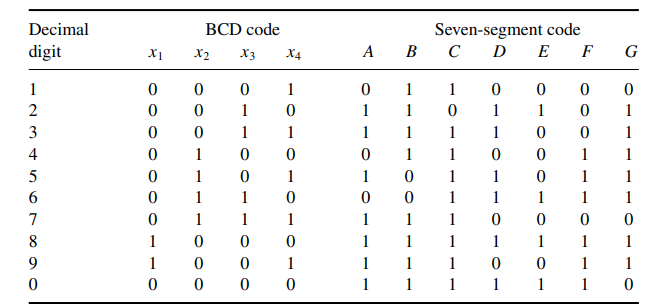 Decimal BCD code Seven-segment code
digit x1 x2 x3 x4 A B C D E F G
1 0 0 0 1 0 1 1 0 0 0 0
2 0 0 1 0 1 1 0 1 1 0 1
3 0 0 1 1 1 1 1 1 0 0 1
4 0 1 0 0 0 1 1 0 0 1 1
5 0 1 0 1 1 0 1 1 0 1 1
6 0 1 1 0 0 0 1 1 1 1 1
7 0 1 1 1 1 1 1 0 0 0 0
8 1 0 0 0 1 1 1 1 1 1 1
9 1 0 0 1 1 1 1 0 0 1 1
0 0 0 0 0 1 1 1 1 1 1 0